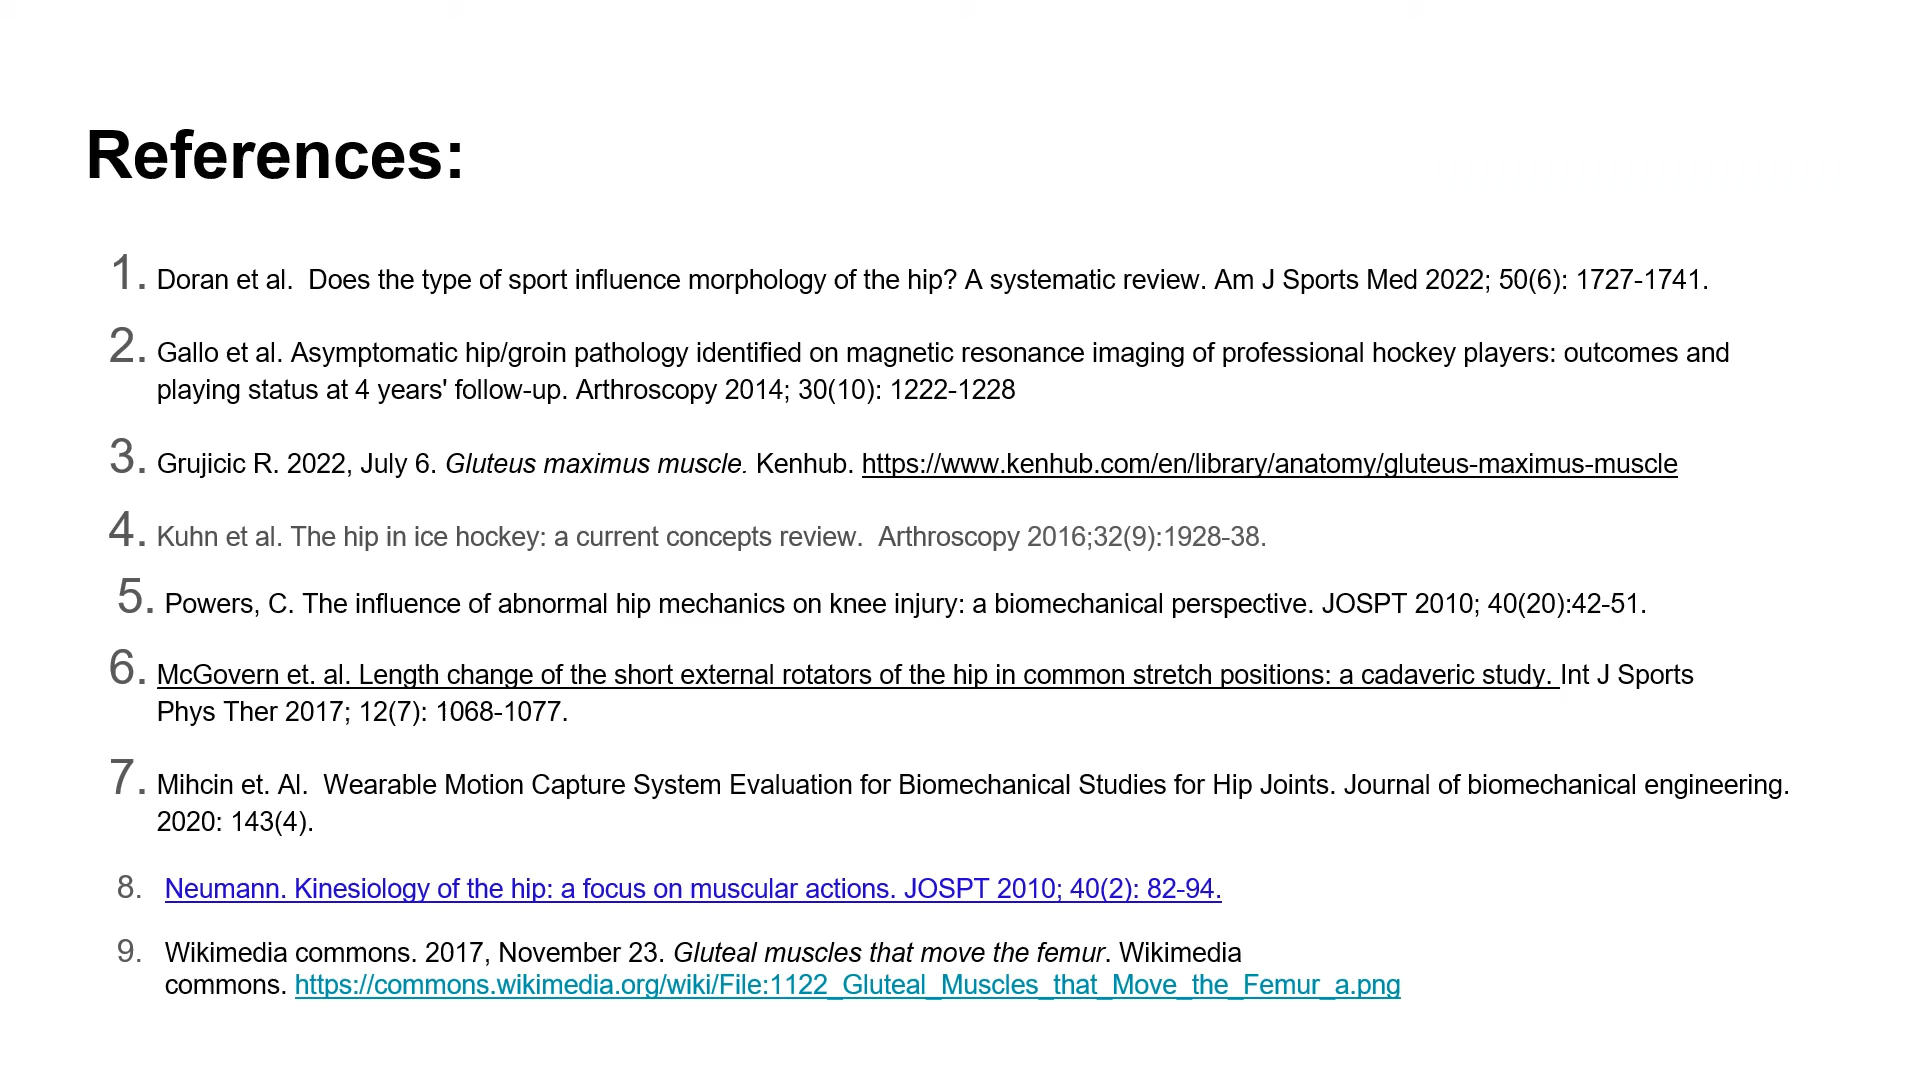 References:
1. Doran et al.  Does the type of sport influence morphology of the hip? A systematic review. Am J Sports Med 2022; 50(6): 1727-1741.
2. Gallo et al. Asymptomatic hip/groin pathology identified on magnetic resonance imaging of professional hockey players: outcomes and
playing status at 4 years' follow-up. Arthroscopy 2014; 30(10): 1222-1228
3. Grujicic R. 2022, July 6. Gluteus maximus muscle. Kenhub. https://www.kenhub.com/en/library/anatomy/gluteus-maximus-muscle
4. Kuhn et al. The hip in ice hockey: a current concepts review.  Arthroscopy 2016;32(9):1928-38.
5. Powers, C. The influence of abnormal hip mechanics on knee injury: a biomechanical perspective. JOSPT 2010; 40(20):42-51.
6. McGovern et. al. Length change of the short external rotators of the hip in common stretch positions: a cadaveric study. Int J Sports
Phys Ther 2017; 12(7): 1068-1077.
7. Mihcin et. Al.  Wearable Motion Capture System Evaluation for Biomechanical Studies for Hip Joints. Journal of biomechanical engineering.
2020: 143(4).
8. Neumann. Kinesiology of the hip: a focus on muscular actions. JOSPT 2010; 40(2): 82-94.
9. Wikimedia commons. 2017, November 23. Gluteal muscles that move the femur. Wikimedia
commons. https://commons.wikimedia.org/wiki/File:1122_Gluteal_Muscles_that_Move_the_Femur_a.png